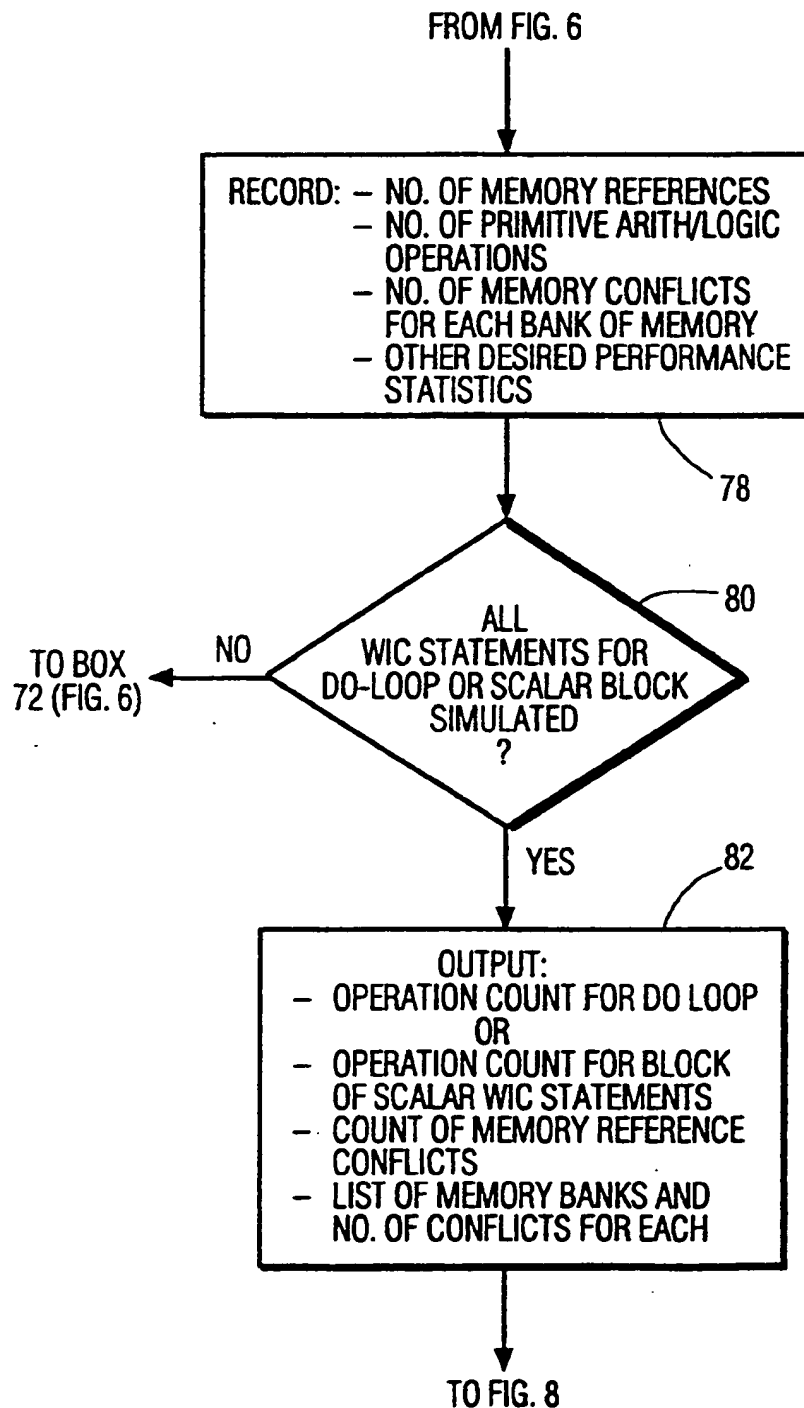 FROM FIG. 6
RECORD: – NO. OF MEMORY REFERENCES
– NO. OF PRIMITIVE ARITH/LOGIC
OPERATIONS
– NO. OF MEMORY CONFLICTS
FOR EACH BANK OF MEMORY
– OTHER DESIRED PERFORMANCE
STATISTICS
78
80
ALL
WIC STATEMENTS FOR
DO-LOOP OR SCALAR BLOCK
SIMULATED
?
NO
TO BOX
72 (FIG. 6)
YES
82
OUTPUT:
– OPERATION COUNT FOR DO LOOP
OR
– OPERATION COUNT FOR BLOCK
OF SCALAR WIC STATEMENTS
– COUNT OF MEMORY REFERENCE
CONFLICTS
– LIST OF MEMORY BANKS AND
NO. OF CONFLICTS FOR EACH
TO FIG. 8